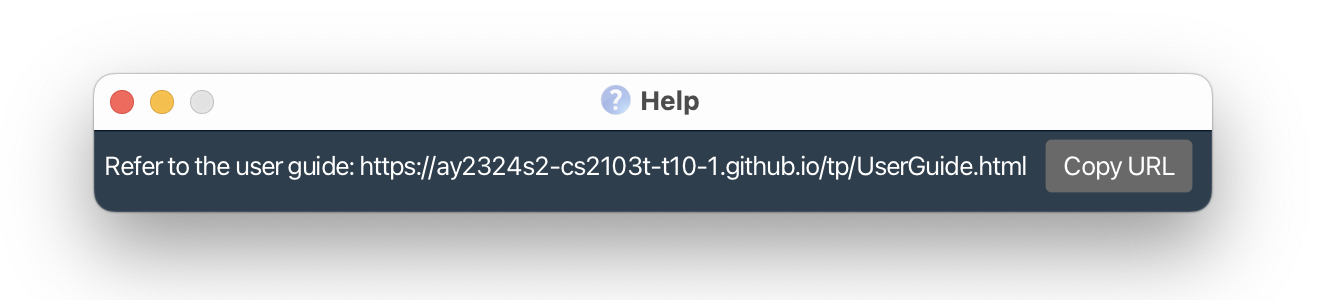 Help
Refer to the user guide: https://ay2324s2-cs2103t-t10-1.github.io/tp/UserGuide.html Copy URL